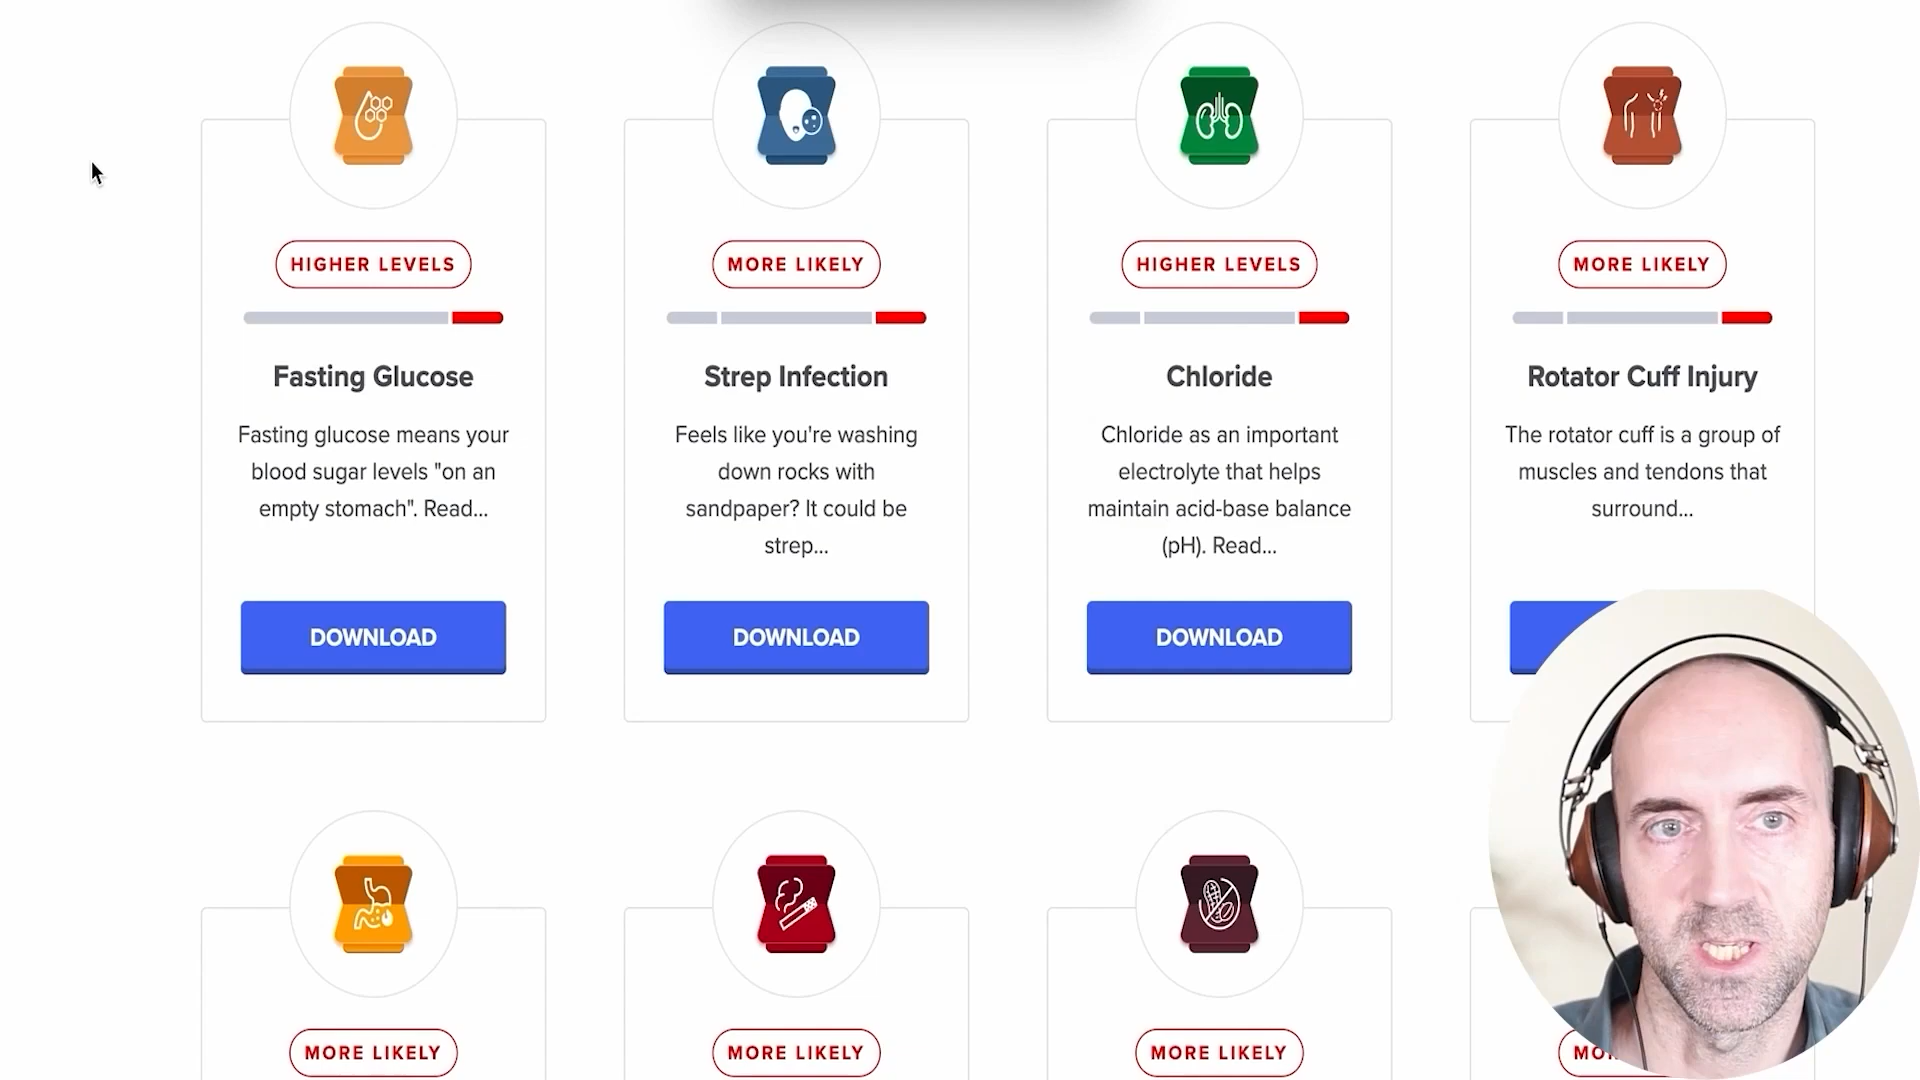 HIGHER LEVELS
Fasting Glucose
Fasting glucose means your
blood sugar levels "on an
empty stomach". Read...
DOWNLOAD
MORE LIKELY
Strep Infection
Feels like you're washing
down rocks with
sandpaper? It could be
strep...
DOWNLOAD
HIGHER LEVELS
Chloride
Chloride as an important
electrolyte that helps
maintain acid-base balance
(pH). Read...
DOWNLOAD
MORE LIKELY
Rotator Cuff Injury
The rotator cuff is a group of
muscles and tendons that
surround...
MORE LIKELY
MORE LIKELY
MORE LIKELY